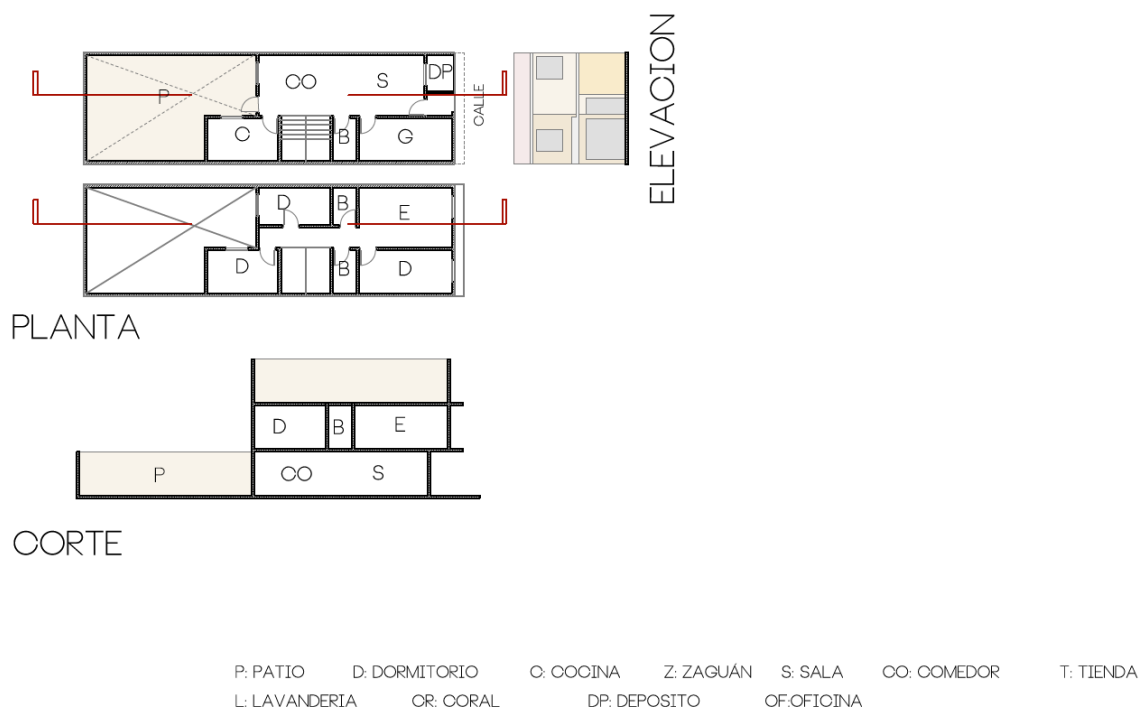 DP
CO S
P
CALLE
C B G
ELEVACION
D B E
D B D
PLANTA
D B E
P CO S
CORTE
P: PATIO D: DORMITORIO C: COCINA Z: ZAGUÁN S: SALA CO: COMEDOR T: TIENDA
L: LAVANDERIA CR: CORAL DP: DEPOSITO OF:OFICINA